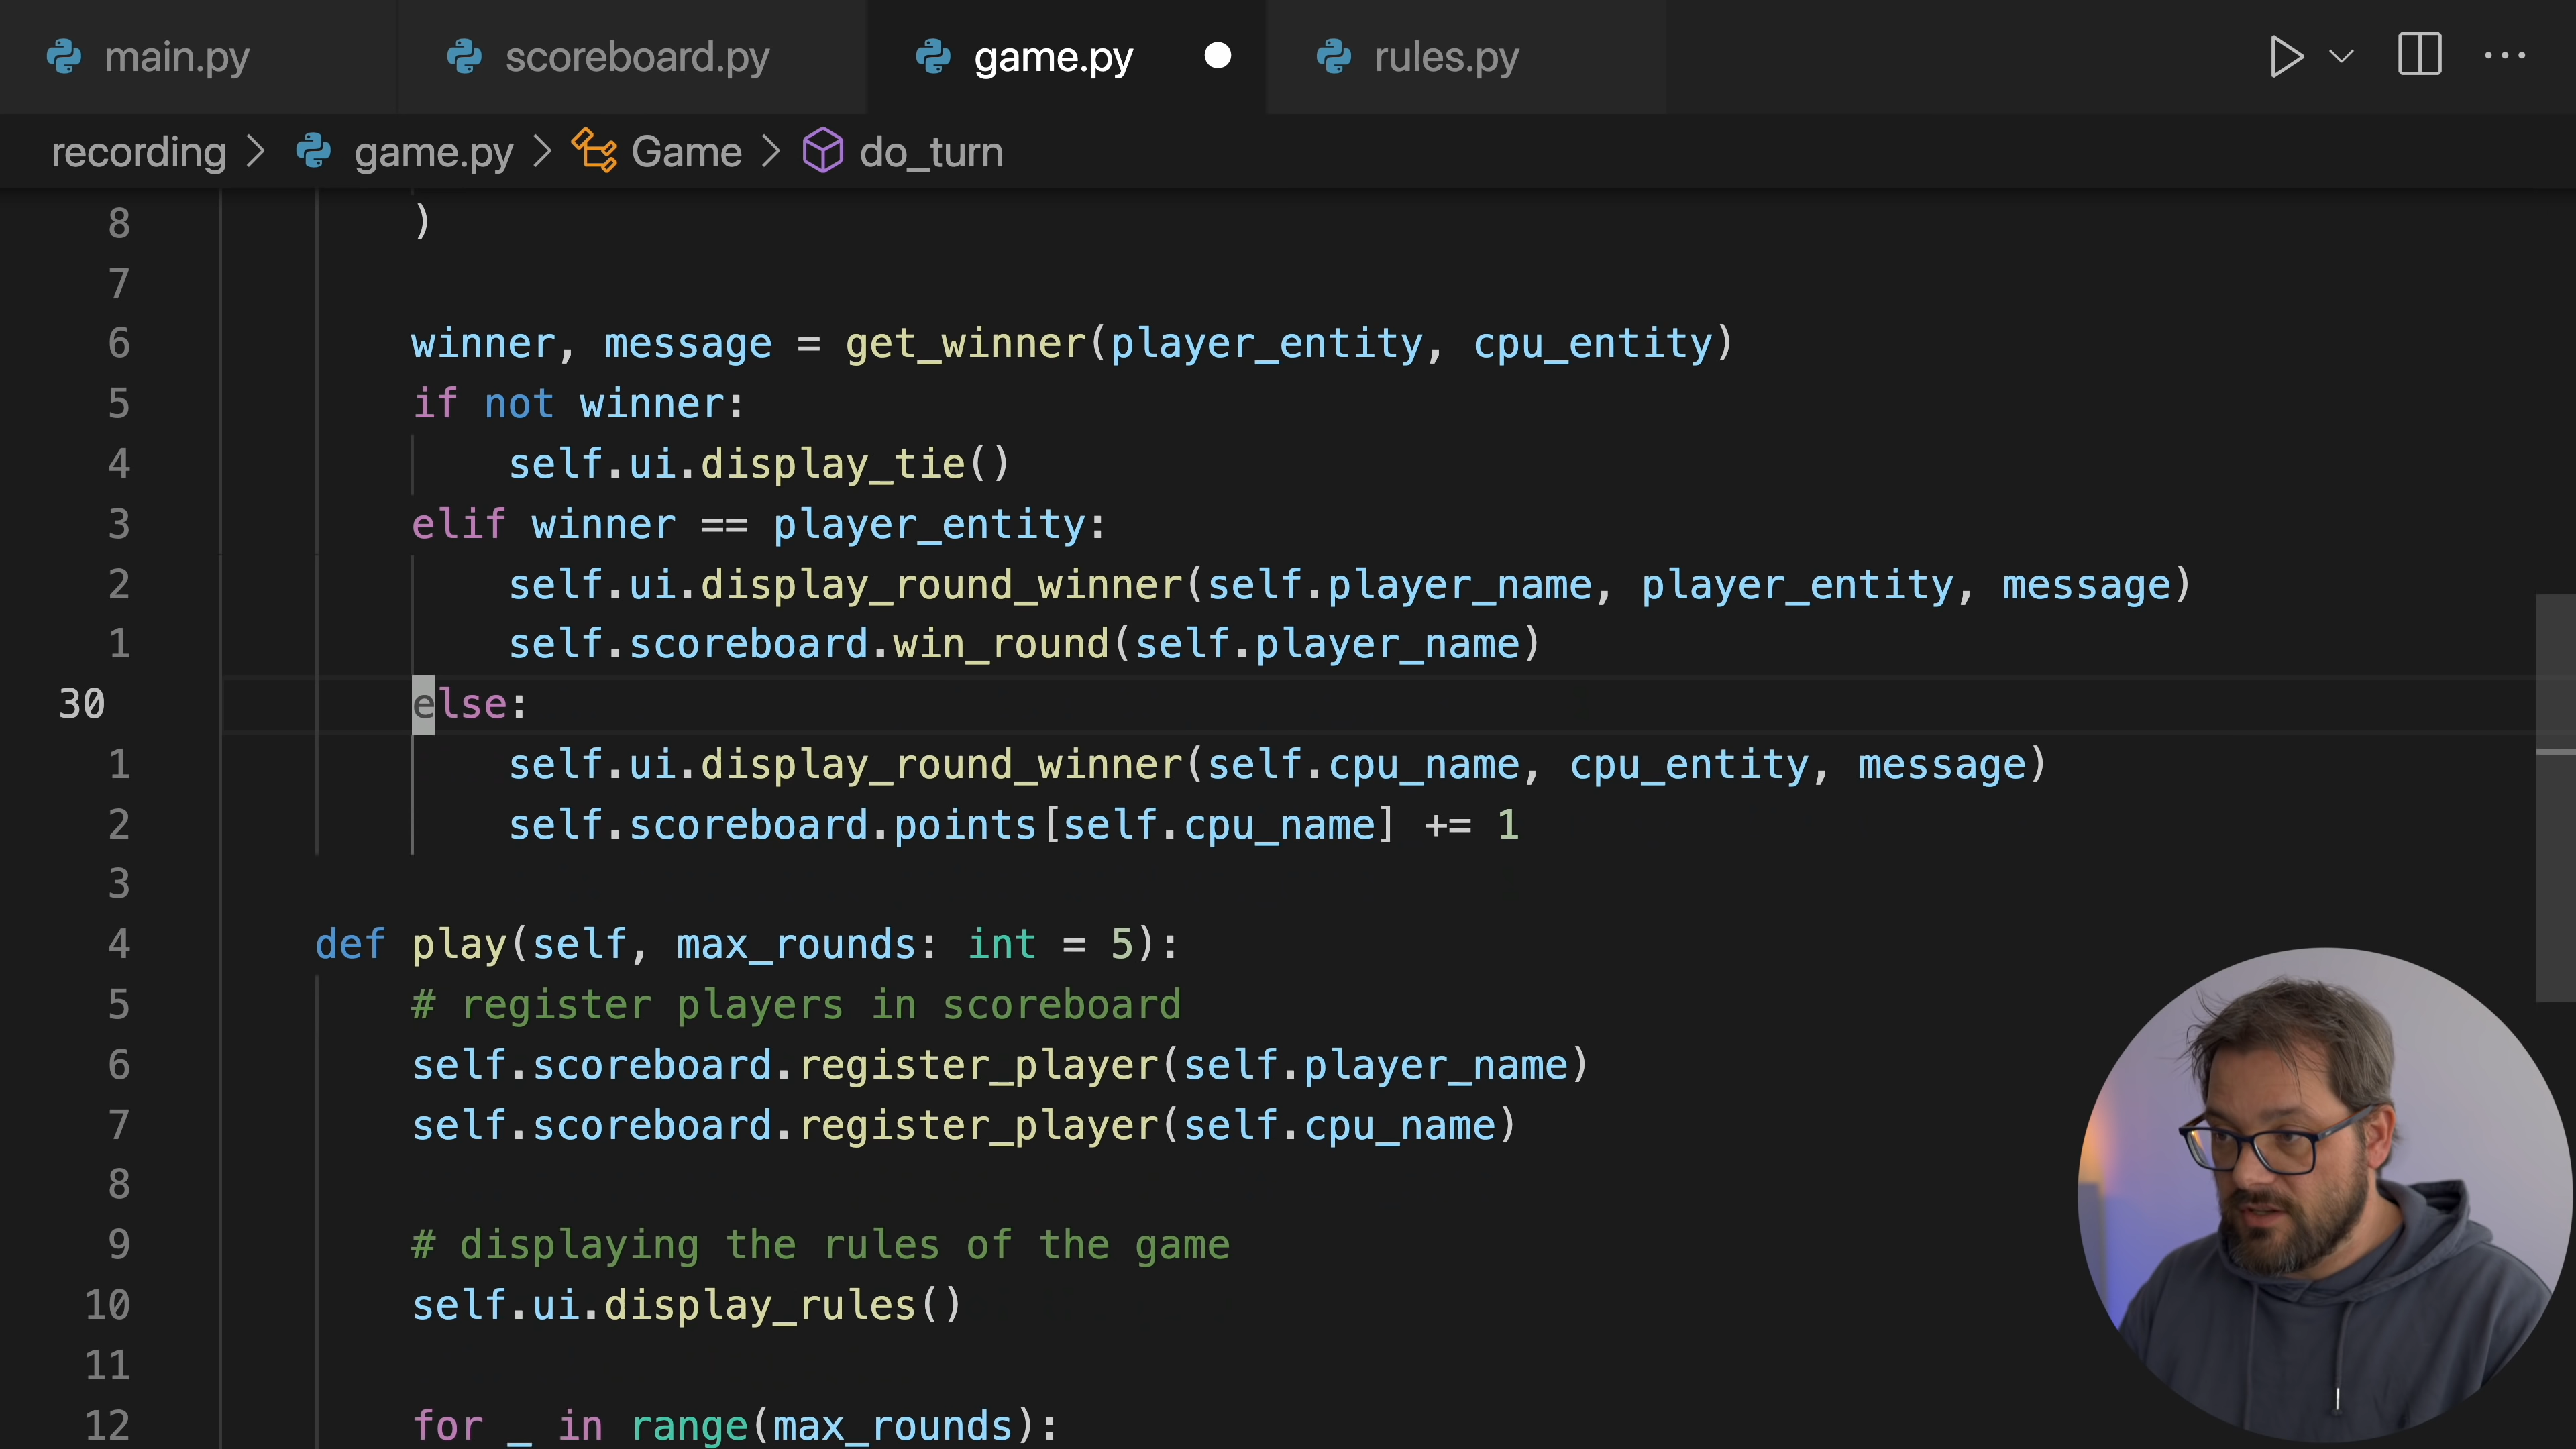 main.py scoreboard.py game.py rules.py
recording > game.py > Game > do_turn
8 )
7
6 winner, message = get_winner(player_entity, cpu_entity)
5 if not winner:
4 self.ui.display_tie()
3 elif winner == player_entity:
2 self.ui.display_round_winner(self.player_name, player_entity, message)
1 self.scoreboard.win_round(self.player_name)
30 else:
1 self.ui.display_round_winner(self.cpu_name, cpu_entity, message)
2 self.scoreboard.points[self.cpu_name] += 1
3
4 def play(self, max_rounds: int = 5):
5 # register players in scoreboard
6 self.scoreboard.register_player(self.player_name)
7 self.scoreboard.register_player(self.cpu_name)
8
9 # displaying the rules of the game
10 self.ui.display_rules()
11
12 for _ in range(max_rounds):